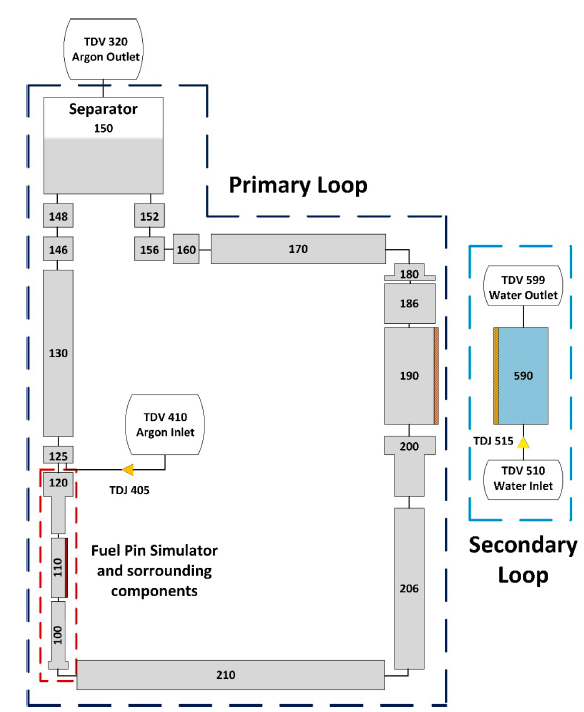 TDV 320
Argon Outlet
Separator
150
Primary Loop
148
152
146
156
160
170
180
186
TDV 599
Water Outlet
130
190
590
TDV 410
Argon Inlet
125
200
TDJ 515
120
TDJ 405
TDV 510
Water Inlet
Fuel Pin Simulator
and sorrounding
components
110
Secondary
Loop
206
100
210